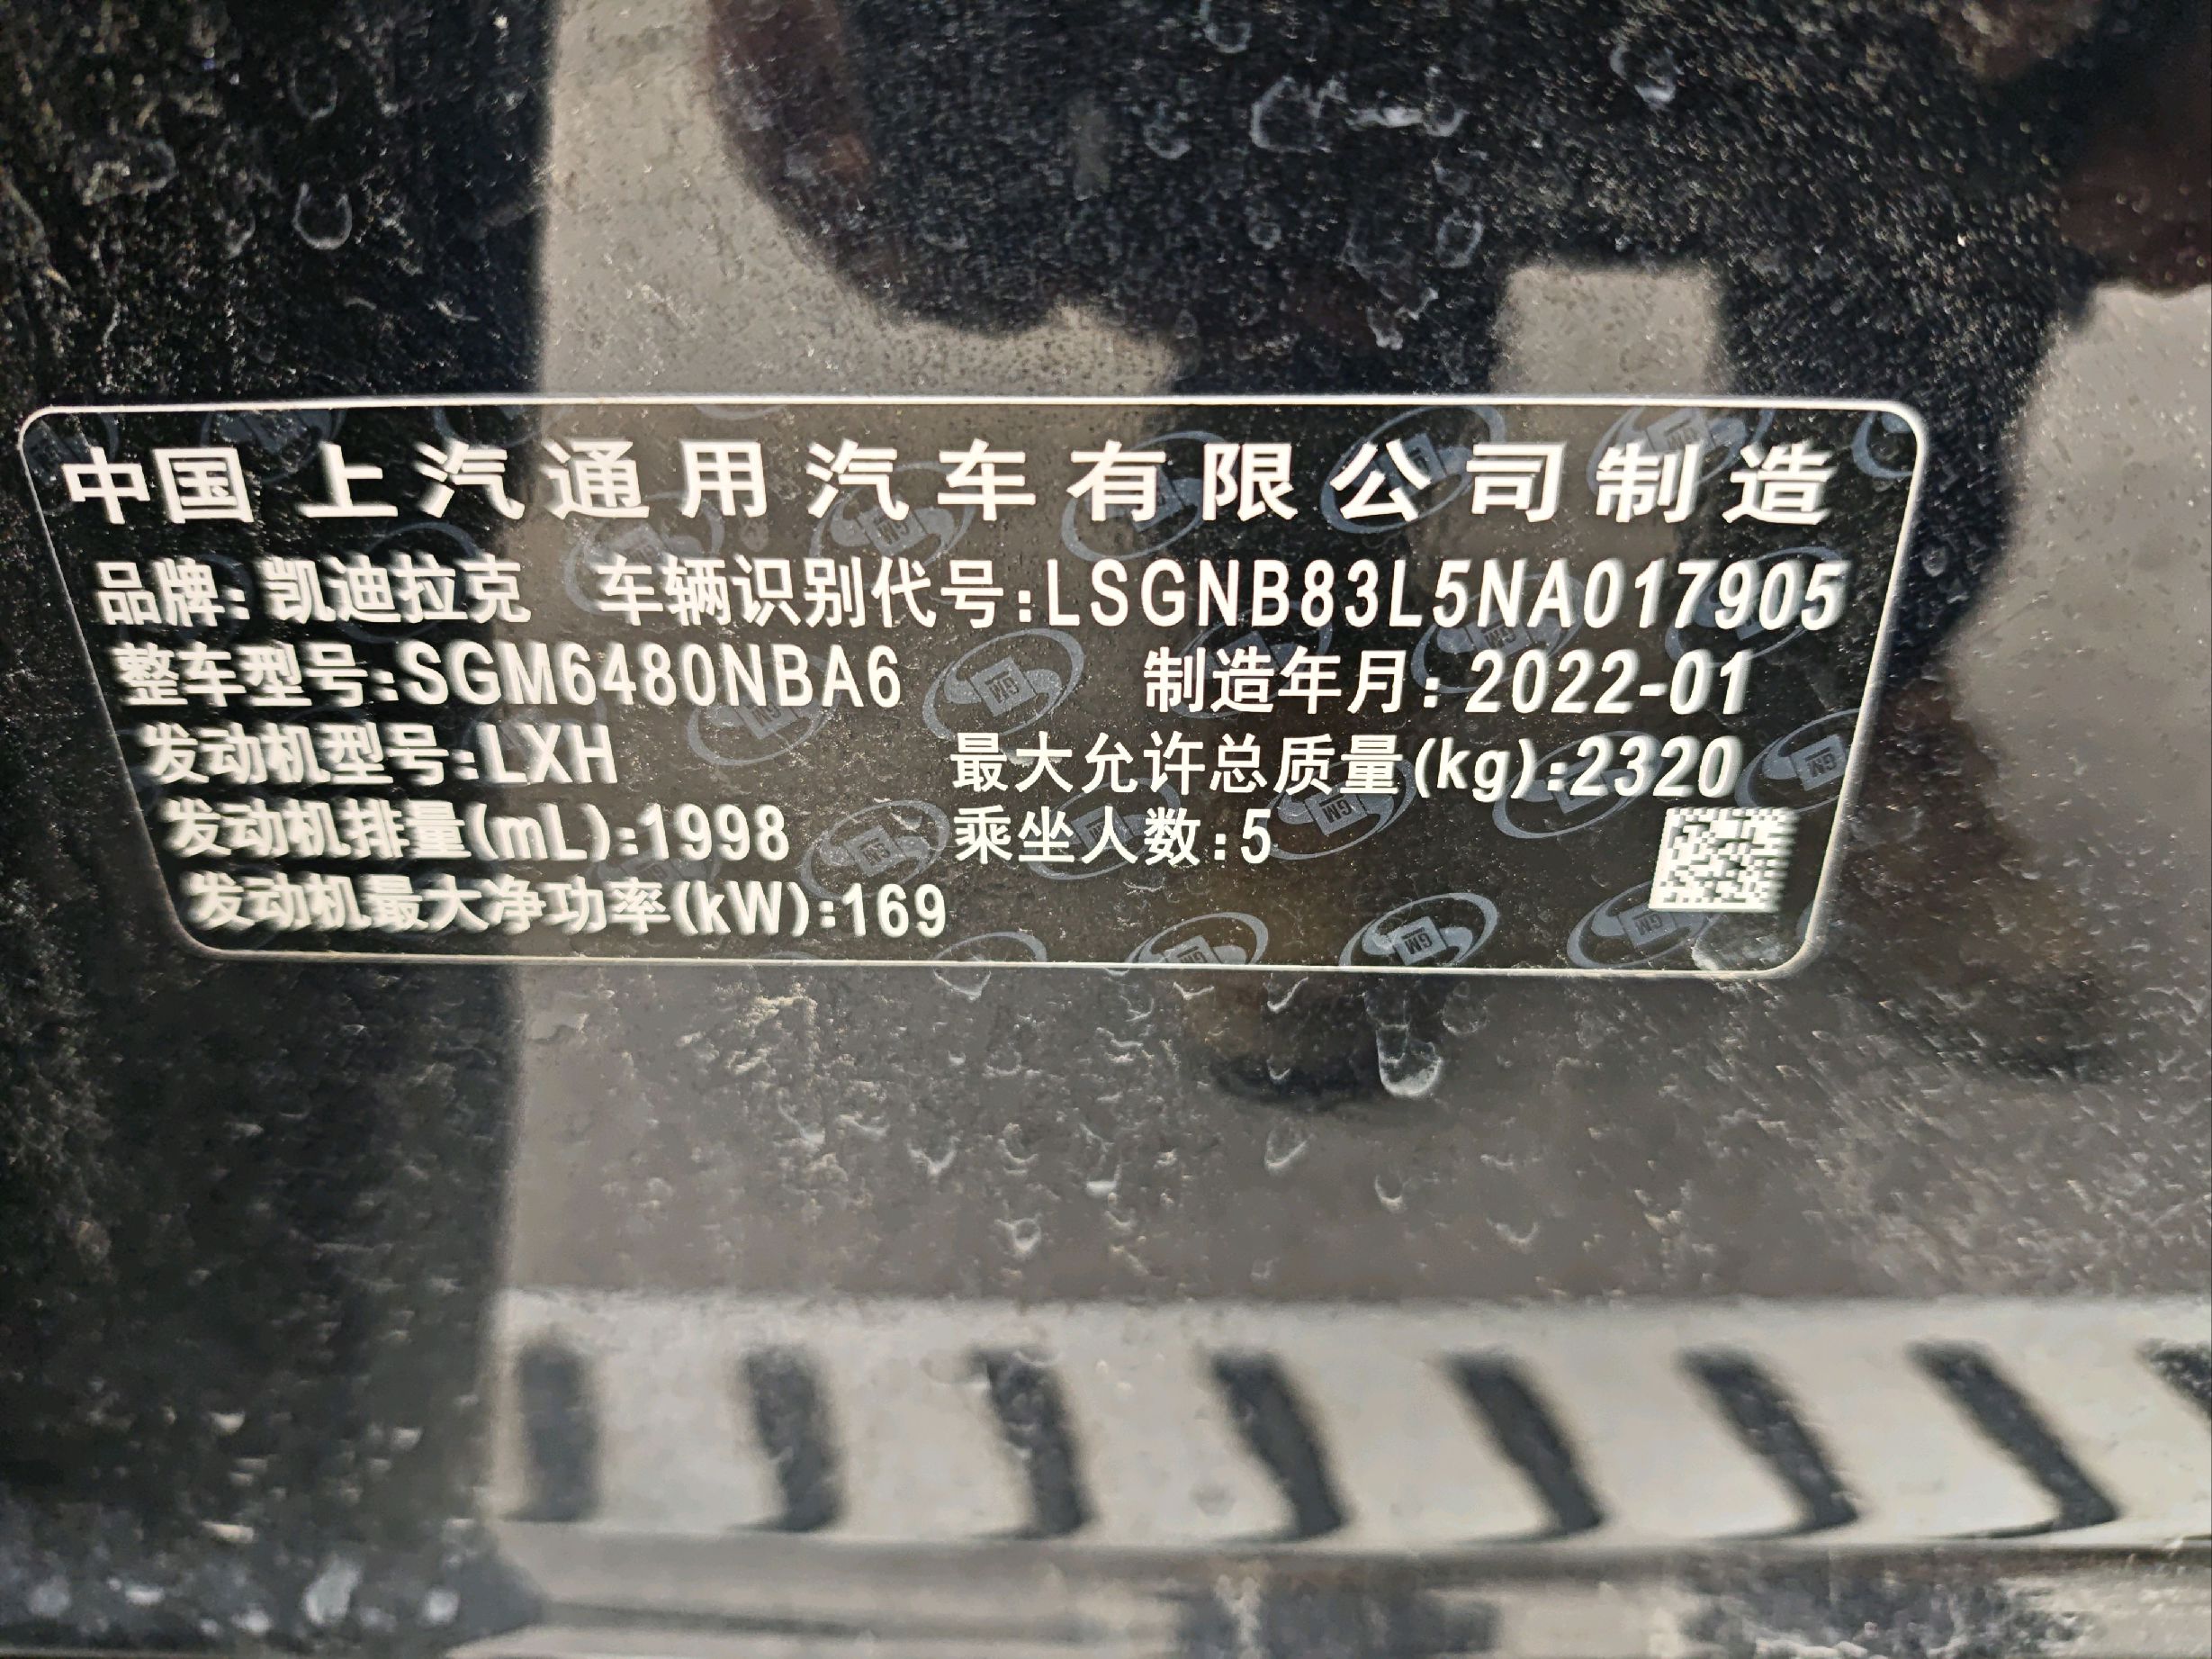 中国上汽通用汽车有限公司制造
品牌:凯迪拉克 车辆识别代号:LSGNB83L5NA017905
整车型号:SGM6480NBA6 制造年月:2022-01
发动机型号:LXH 最大允许总质量(kg):2320
发动机排量(mL):1998 乘坐人数:5
发动机最大净功率(kW):169